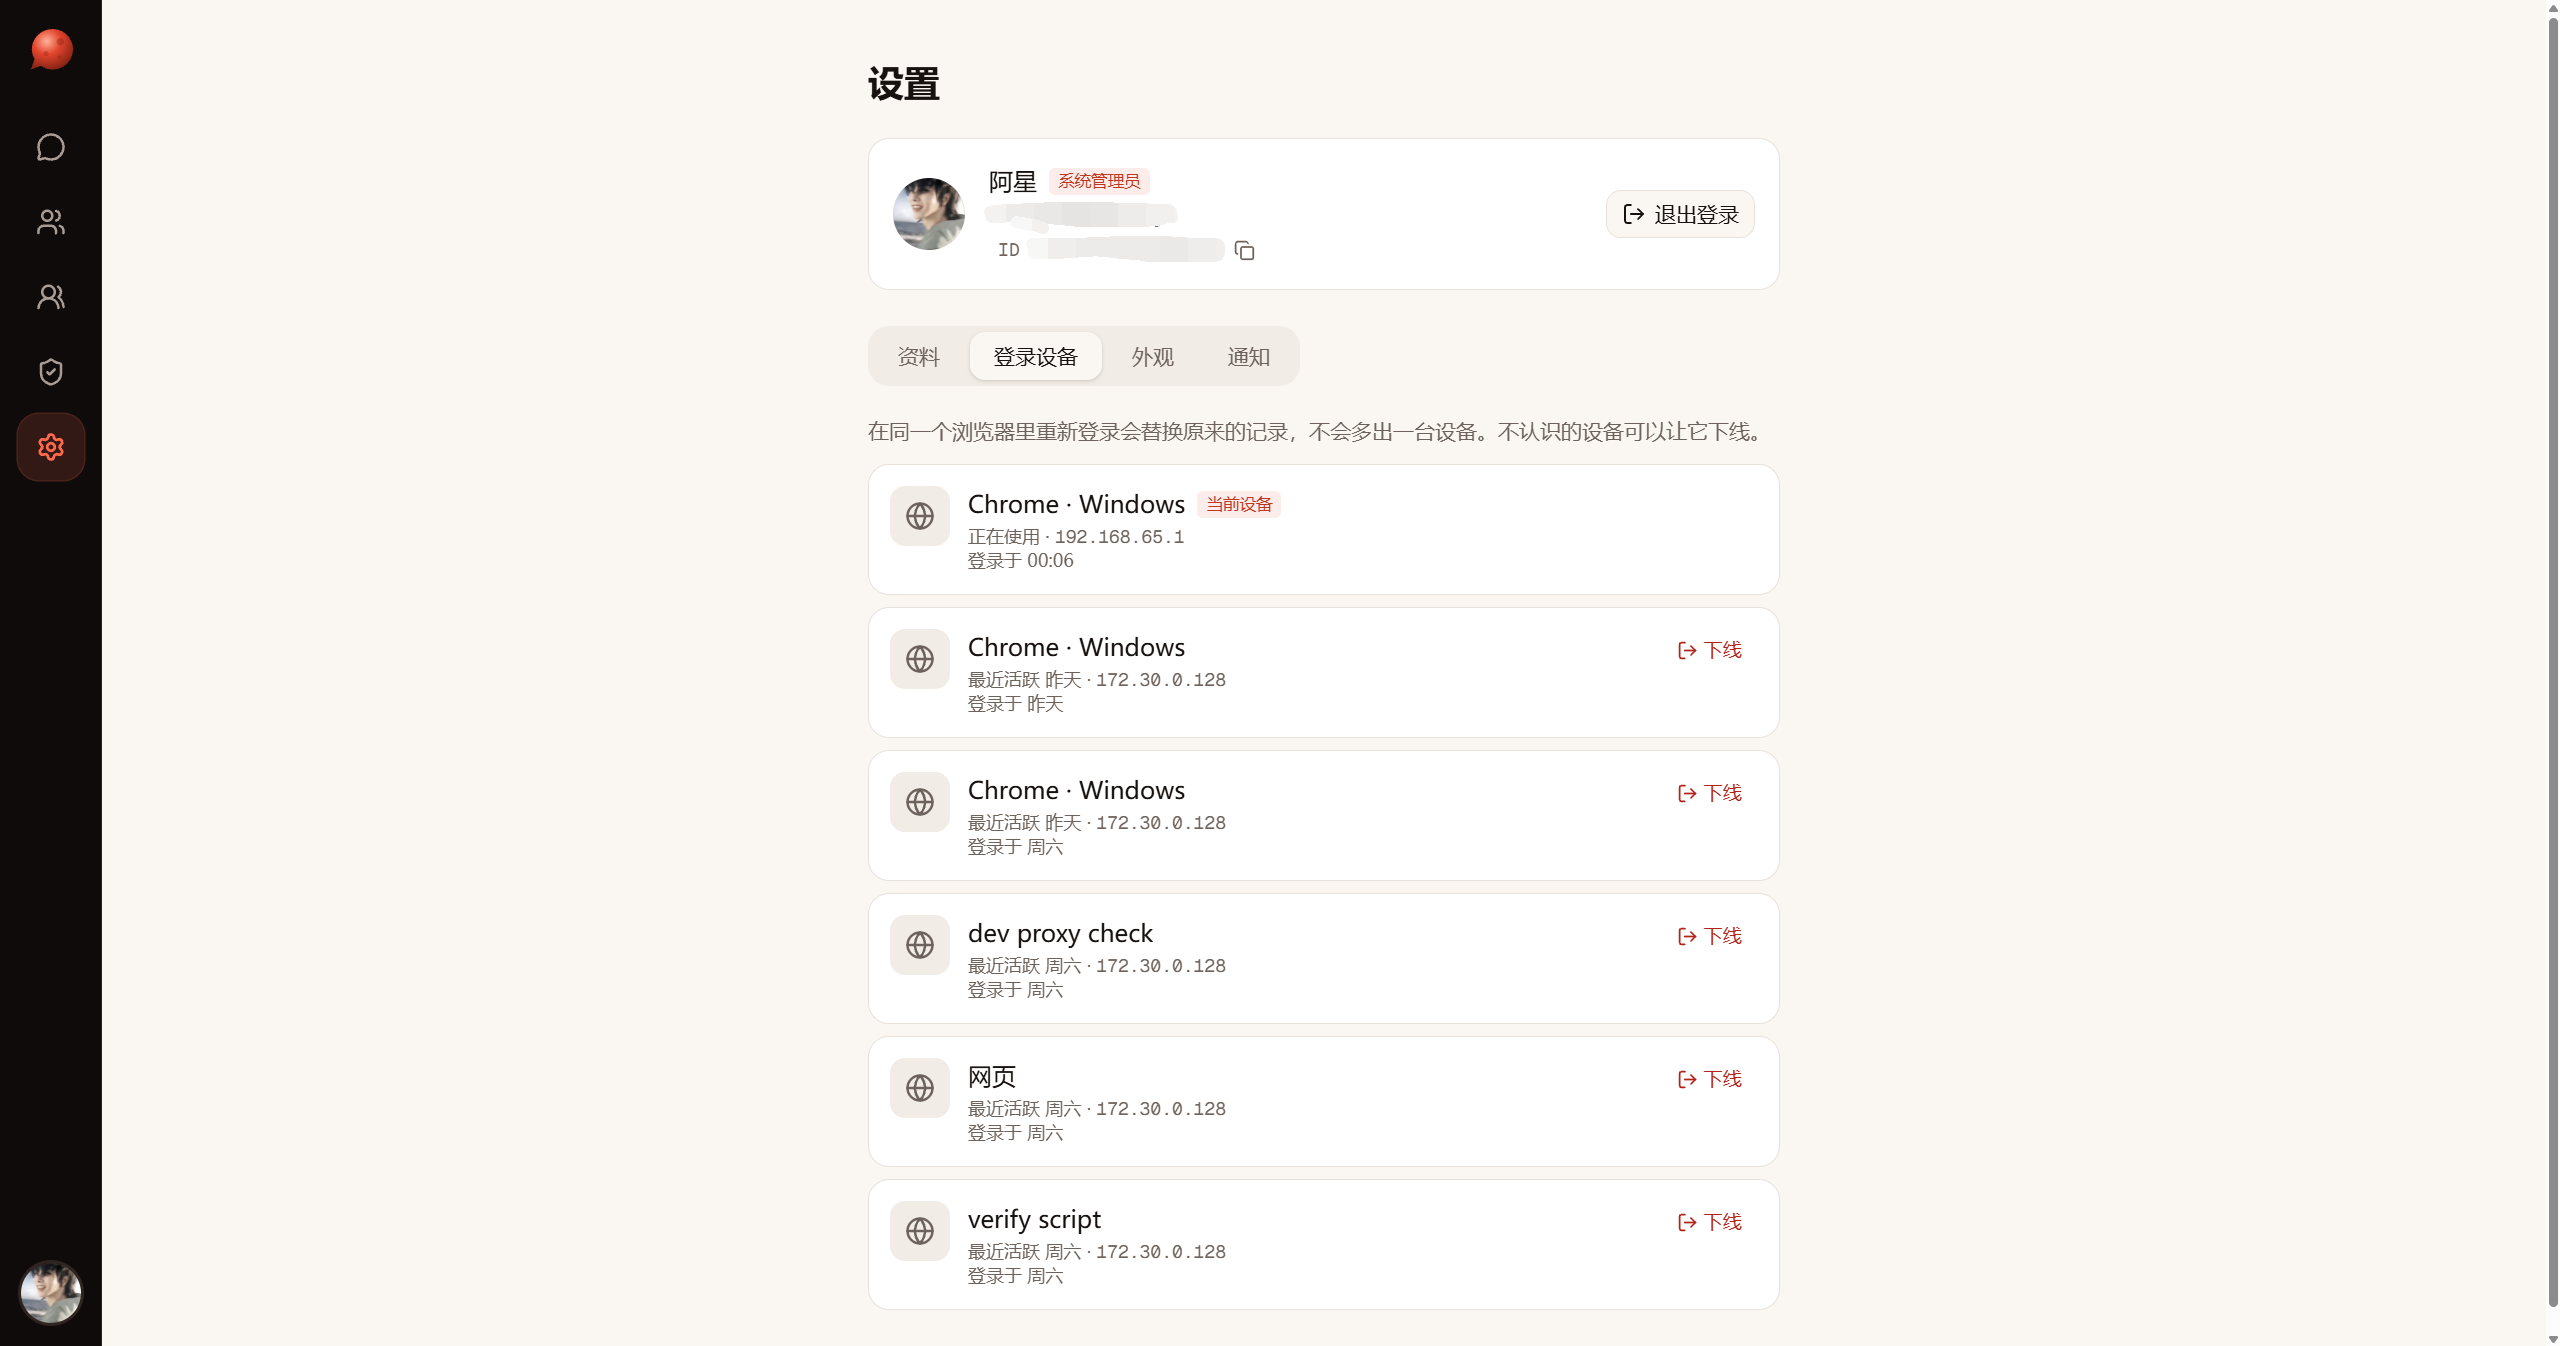 设置
阿星 系统管理员
ID
退出登录
资料 登录设备 外观 通知
在同一个浏览器里重新登录会替换原来的记录，不会多出一台设备。不认识的设备可以让它下线。
Chrome · Windows 当前设备
正在使用 · 192.168.65.1
登录于 00:06
Chrome · Windows 下线
最近活跃 昨天 · 172.30.0.128
登录于 昨天
Chrome · Windows 下线
最近活跃 昨天 · 172.30.0.128
登录于 周六
dev proxy check 下线
最近活跃 周六 · 172.30.0.128
登录于 周六
网页 下线
最近活跃 周六 · 172.30.0.128
登录于 周六
verify script 下线
最近活跃 周六 · 172.30.0.128
登录于 周六